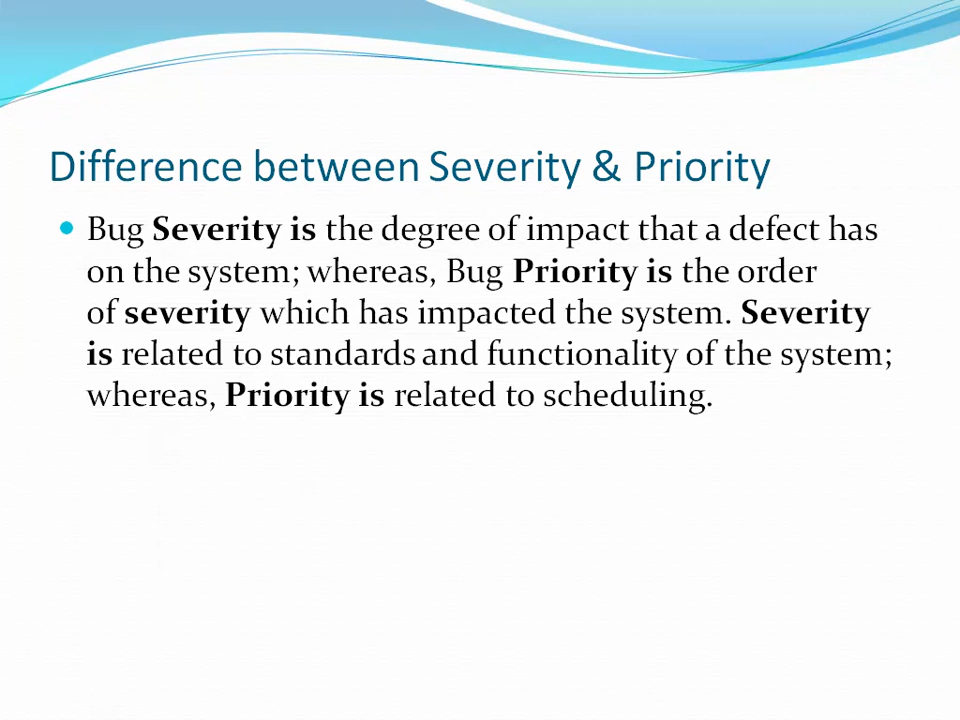 Difference between Severity & Priority
Bug Severity is the degree of impact that a defect has
on the system; whereas, Bug Priority is the order
of severity which has impacted the system. Severity
is related to standards and functionality of the system;
whereas, Priority is related to scheduling.